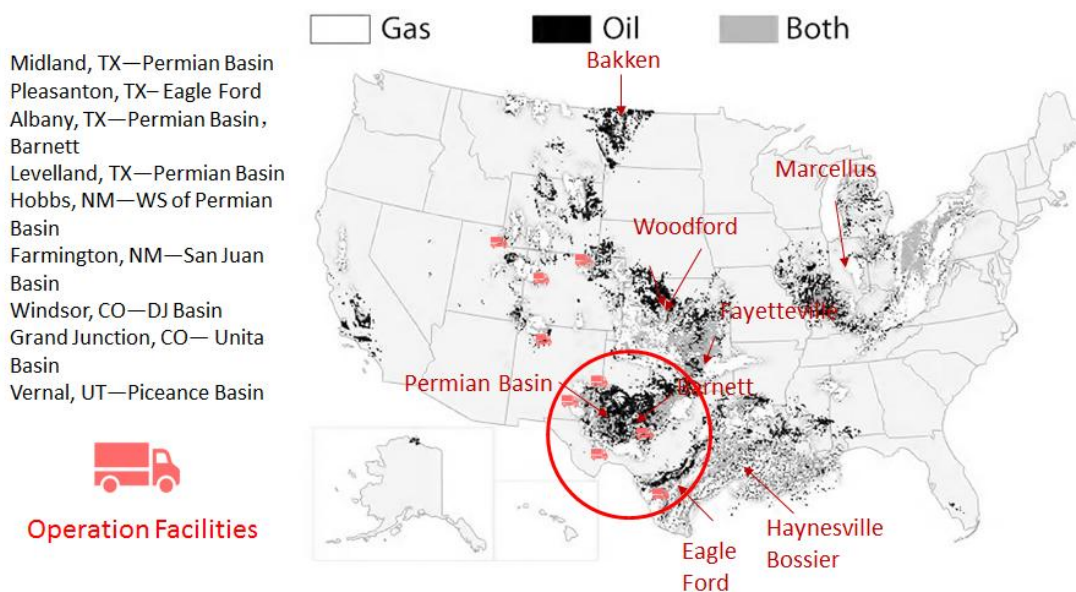 Gas Oil Both
Midland, TX—Permian Basin
Pleasanton, TX– Eagle Ford
Albany, TX—Permian Basin，
Barnett
Levelland, TX—Permian Basin
Hobbs, NM—WS of Permian
Basin
Farmington, NM—San Juan
Basin
Windsor, CO—DJ Basin
Grand Junction, CO— Unita
Basin
Vernal, UT—Piceance Basin
Operation Facilities
Bakken
Marcellus
Woodford
Fayetteville
Permian Basin
Barnett
Eagle
Ford
Haynesville
Bossier